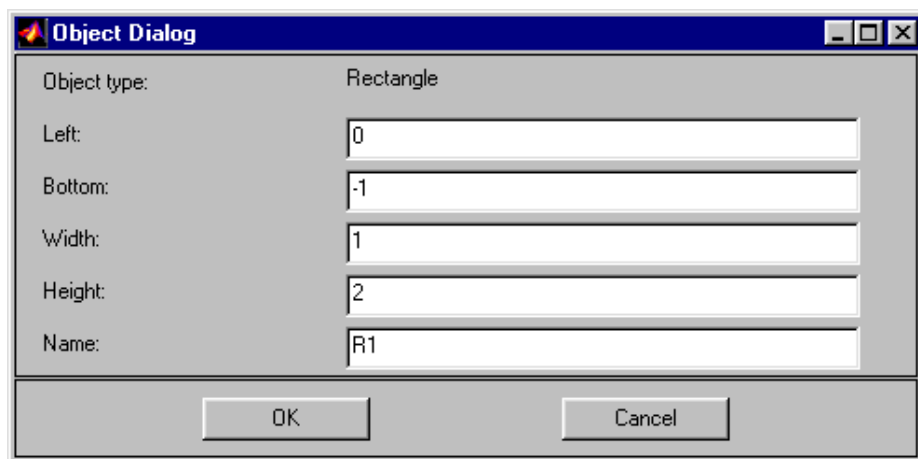 Object Dialog
Object type: Rectangle
Left: 0
Bottom: -1
Width: 1
Height: 2
Name: R1
OK Cancel